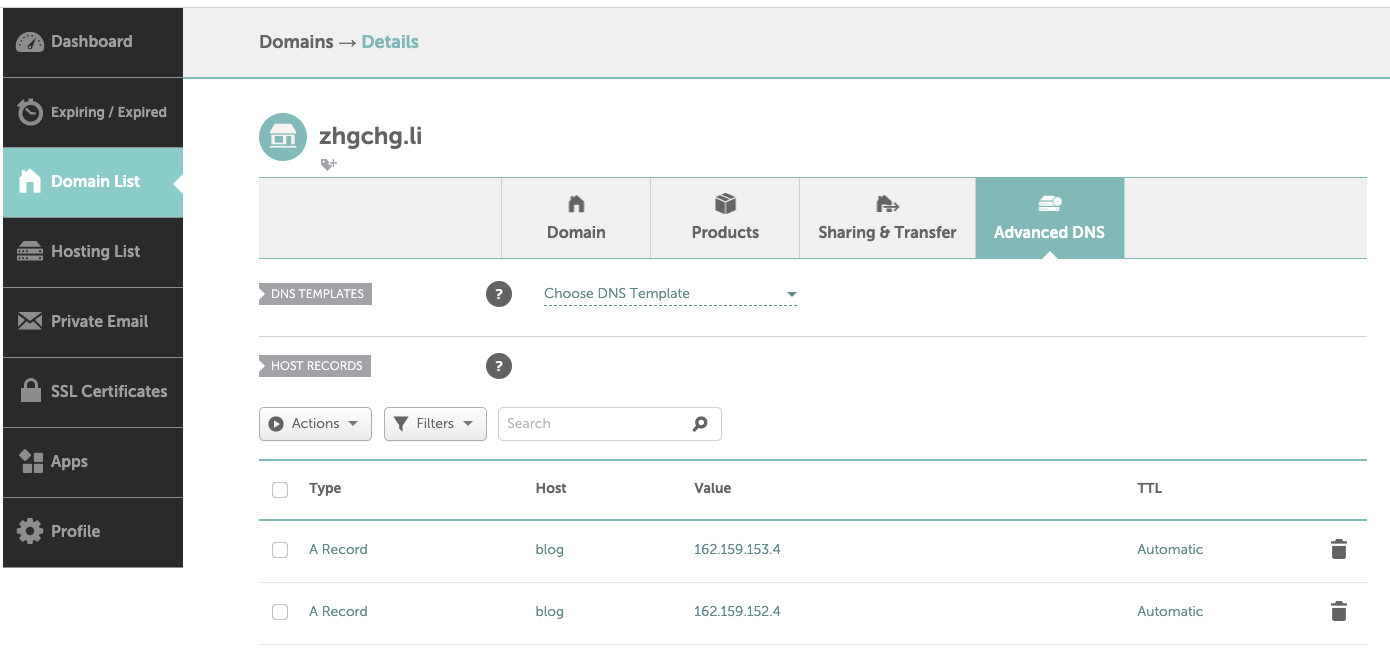 Dashboard
Expiring / Expired
Domain List
Hosting List
Private Email
SSL Certificates
Apps
Profile
Domains → Details
zhgchg.li
Domain
Products
Sharing & Transfer
Advanced DNS
DNS TEMPLATES ? Choose DNS Template
HOST RECORDS ?
Actions Filters Search
Type Host Value TTL
A Record blog 162.159.153.4 Automatic
A Record blog 162.159.152.4 Automatic